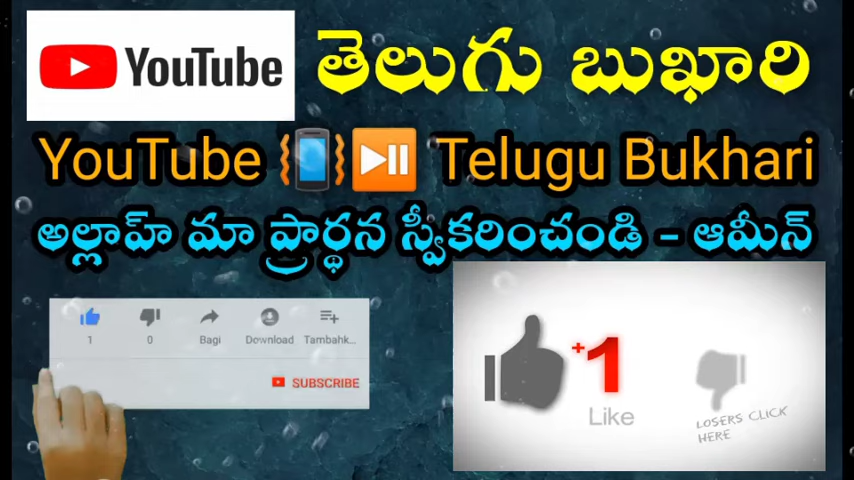 YouTube తెలుగు బుఖారి
YouTube Telugu Bukhari
అల్లాహ్ మా ప్రార్థన స్వీకరించండి - ఆమీన్
1 0 Bagi Download Tambahk...
SUBSCRIBE
+1
Like
LOSERS CLICK
HERE